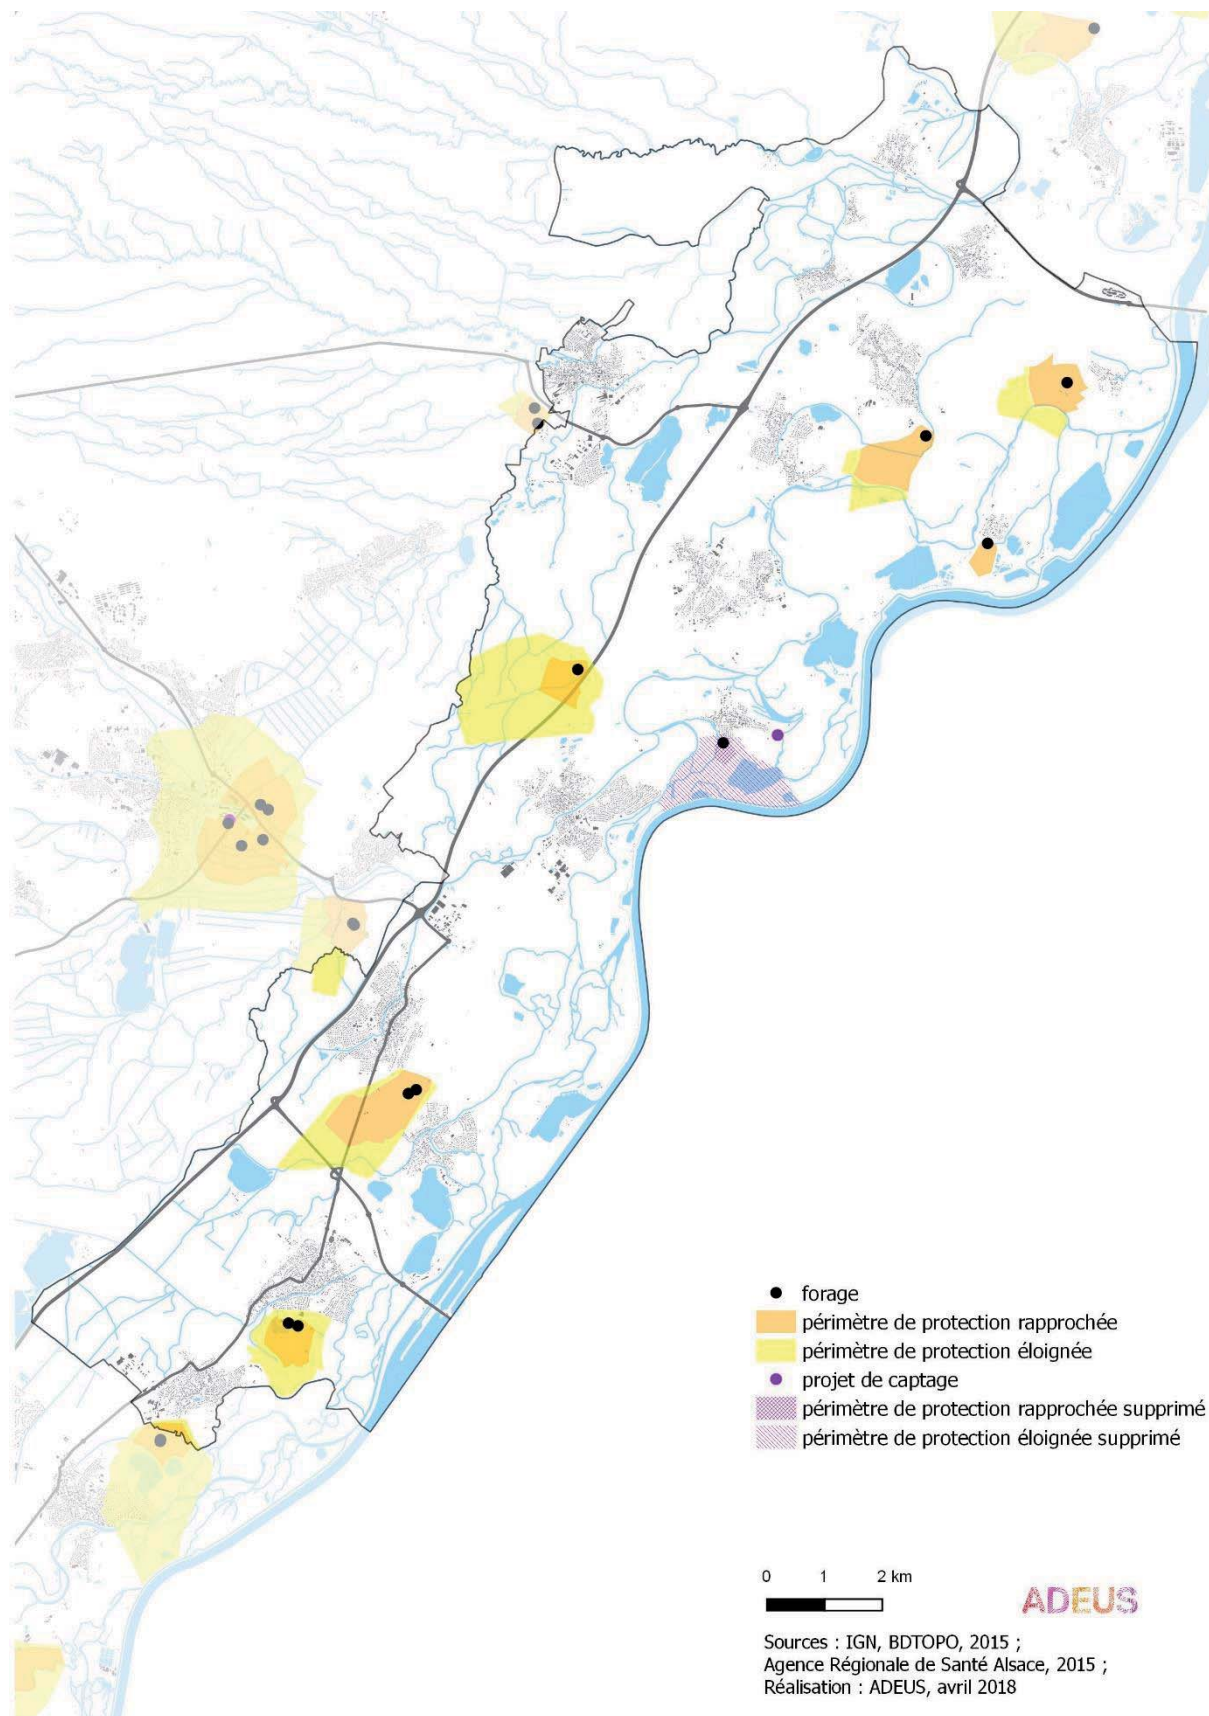 forage
périmètre de protection rapprochée
périmètre de protection éloignée
projet de captage
périmètre de protection rapprochée supprimé
périmètre de protection éloignée supprimé
0 1 2 km
ADEUS
Sources : IGN, BDTOPO, 2015 ;
Agence Régionale de Santé Alsace, 2015 ;
Réalisation : ADEUS, avril 2018